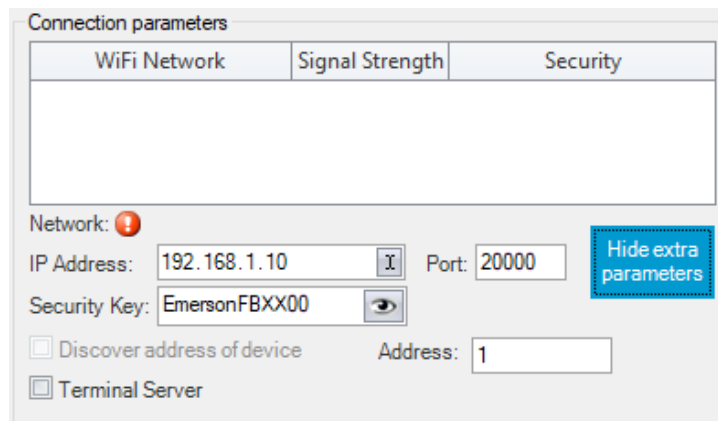 Connection parameters
WiFi Network Signal Strength Security
Network:
IP Address: 192.168.1.10 Port: 20000
Hide extra
parameters
Security Key: EmersonFBXX00
Discover address of device Address: 1
Terminal Server